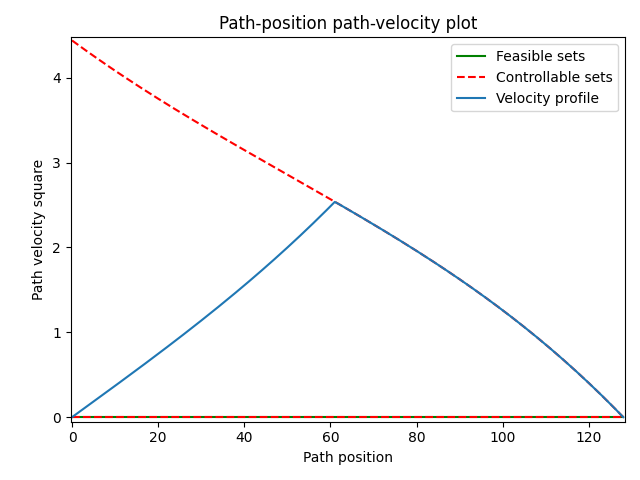 Path-position path-velocity plot
Feasible sets
Controllable sets
Velocity profile
4
3
2
1
0
Path velocity square
0 20 40 60 80 100 120
Path position